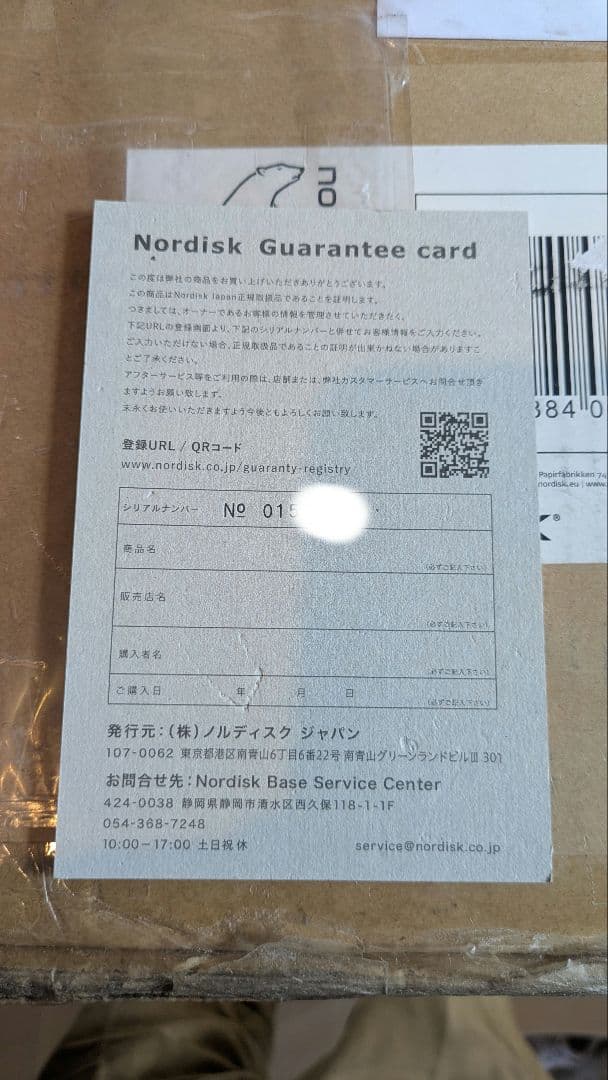 no
Nordisk Guarantee card
この度は弊社の商品をお買い上げいただきありがとうございます。
この商品はNordisk Japan正規取扱品であることを証明します。
つきましては、オーナーであるお客様の情報を管理させていただきたく、
下記URLの登録画面より、下記のシリアルナンバーと併せてお客様情報をご入力ください。
ご入力いただけない場合、正規取扱品であることの証明が出来かねない場合がありますこ
とご了承ください。
アフターサービス等をご利用の際は、店舗または、弊社カスタマーサービスへお問合せ頂き
ますようお願い致します。
末永くお使いいただきますよう今後ともよろしくお願い致します。
登録URL / QRコード
www.nordisk.co.jp/guaranty-registry
384 0
Papirfabrikken 74
nordisk.eu | www.
K®
シリアルナンバー № 015
商品名
(必ずご記入下さい)
販売店名
(必ずご記入下さい)
購入者名
(必ずご記入下さい)
ご購入日 年 月 日
(必ずご記入下さい)
発行元：(株)ノルディスク ジャパン
107-0062 東京都港区南青山6丁目6番22号 南青山グリーンランドビルⅢ 301
お問合せ先：Nordisk Base Service Center
424-0038 静岡県静岡市清水区西久保118-1-1F
054-368-7248
10:00－17:00 土日祝休 service@nordisk.co.jp